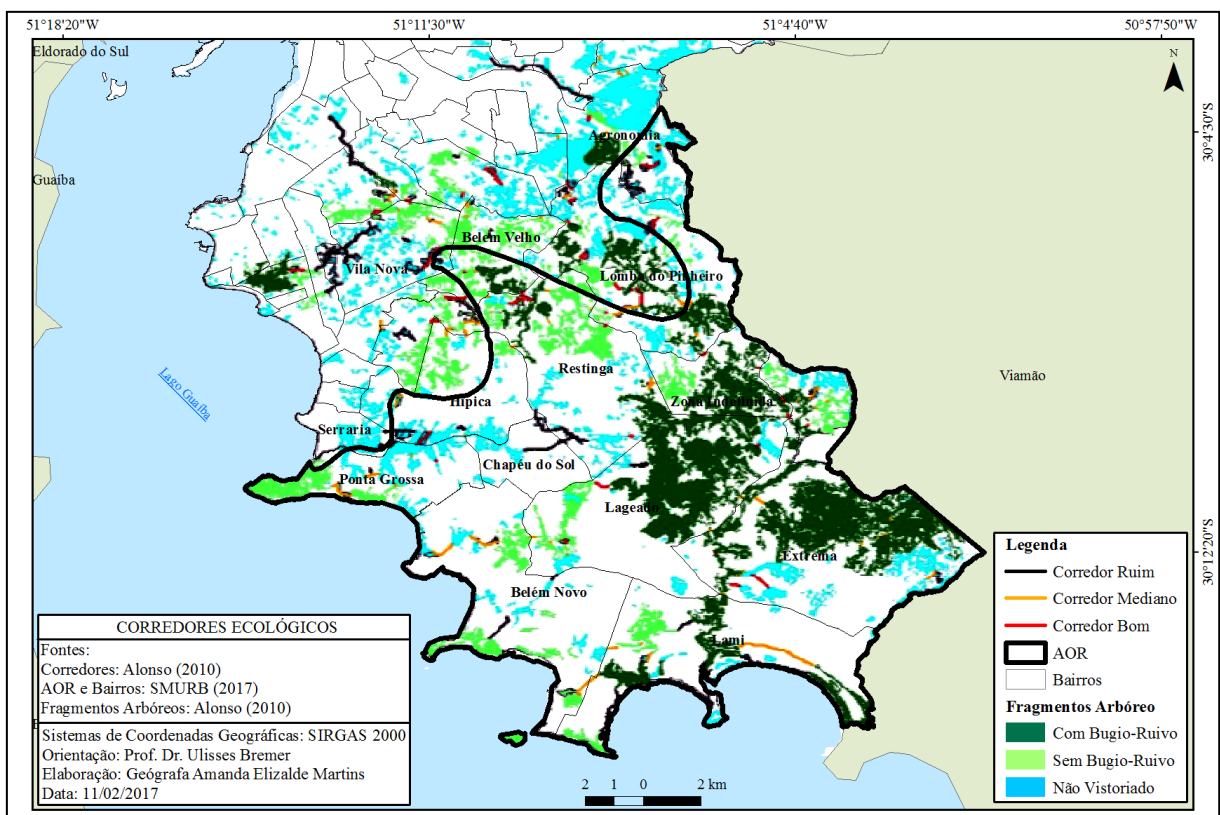 51°18'20"W
51°11'30"W
51°4'40"W
50°57'50"W
Eldorado do Sul
N
Agronomia
30°4'30"S
Guaíba
Belém Velho
Vila Nova
Lomba do Pinheiro
Restinga
Viamão
Lago Guaíba
Hípica
Zona Indefinida
Serraria
Chapéu do Sol
Ponta Grossa
Lageado
Extrema
30°12'20"S
Belém Novo
Lami
CORREDORES ECOLÓGICOS
Fontes:
Corredores: Alonso (2010)
AOR e Bairros: SMURB (2017)
Fragmentos Arbóreos: Alonso (2010)
Sistemas de Coordenadas Geográficas: SIRGAS 2000
Orientação: Prof. Dr. Ulisses Bremer
Elaboração: Geógrafa Amanda Elizalde Martins
Data: 11/02/2017
2 1 0 2 km
Legenda
Corredor Ruim
Corredor Mediano
Corredor Bom
AOR
Bairros
Fragmentos Arbóreo
Com Bugio-Ruivo
Sem Bugio-Ruivo
Não Vistoriado